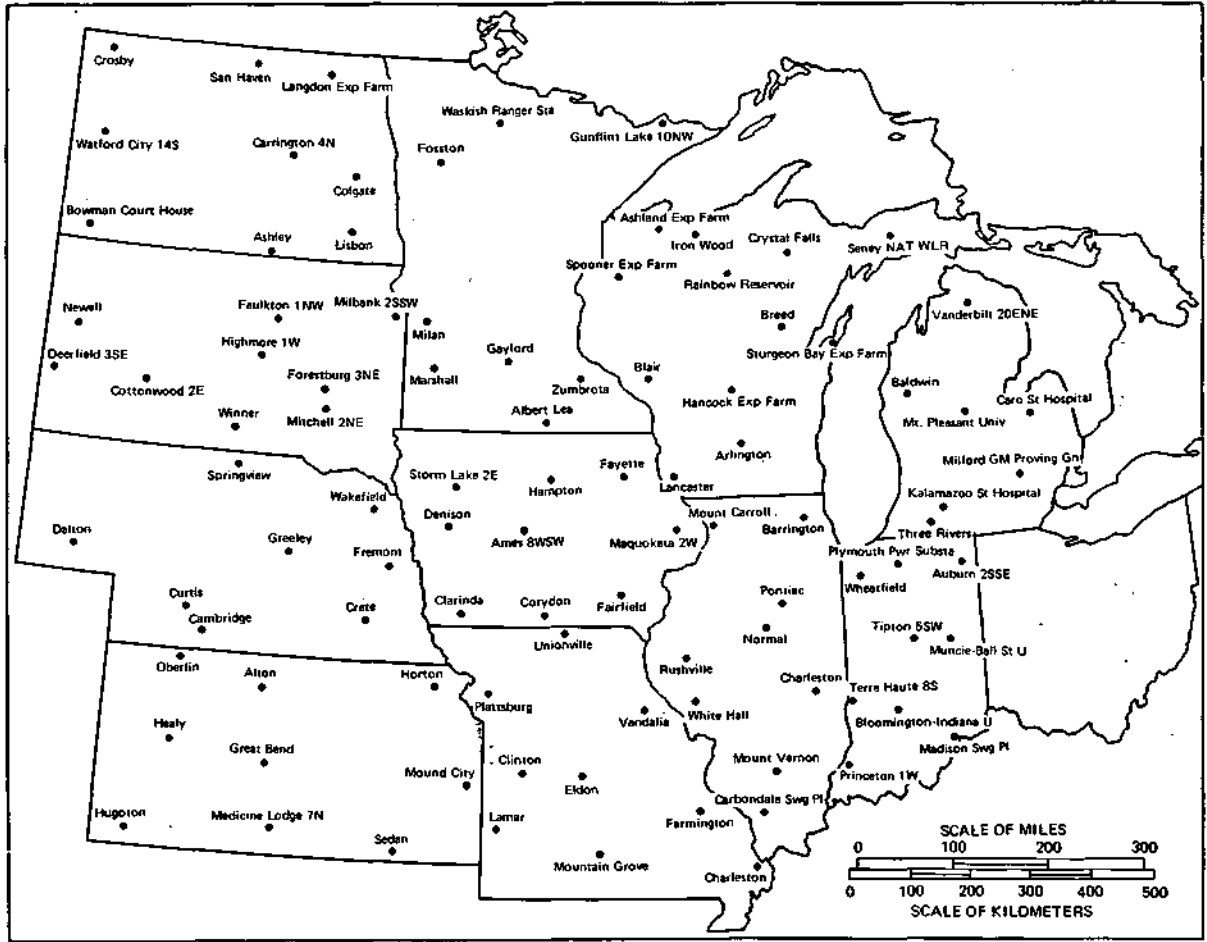 Crosby
San Haven
Langdon Exp Farm
Waskish Ranger Sta
Gunflint Lake 10NW
Watford City 14S
Carrington 4N
Fosston
Colgate
Bowman Court House
Ashley
Lisbon
Ashland Exp Farm
Iron Wood
Crystal Falls
Seney NAT WLR
Spooner Exp Farm
Rainbow Reservoir
Newell
Faulkton 1NW
Milbank 2SSW
Milan
Breed
Vanderbilt 20ENE
Deerfield 3SE
Highmore 1W
Gaylord
Sturgeon Bay Exp Farm
Cottonwood 2E
Forestburg 3NE
Marshall
Zumbrota
Blair
Baldwin
Hancock Exp Farm
Caro St Hospital
Winner
Mitchell 2NE
Albert Lea
Mt. Pleasant Univ
Arlington
Springview
Storm Lake 2E
Fayette
Milford GM Proving Gn
Hampton
Lancaster
Wakefield
Kalamazoo St Hospital
Dalton
Denison
Mount Carroll
Barrington
Three Rivers
Greeley
Fremont
Ames 8WSW
Maquoketa 2W
Plymouth Pwr Substa
Auburn 2SSE
Wheatfield
Curtis
Cambridge
Crete
Clarinda
Corydon
Fairfield
Pontiac
Normal
Tipton 5SW
Muncie-Ball St U
Unionville
Oberlin
Alton
Horton
Rushville
Charleston
Terre Haute 8S
Plattsburg
Vandalia
White Hall
Bloomington-Indiana U
Healy
Great Bend
Madison Swg Pl
Mound City
Clinton
Eldon
Mount Vernon
Princeton 1W
Hugoton
Medicine Lodge 7N
Lamar
Farmington
Carbondale Swg Pl
Sedan
Mountain Grove
Charleston
SCALE OF MILES
0 100 200 300
0 100 200 300 400 500
SCALE OF KILOMETERS